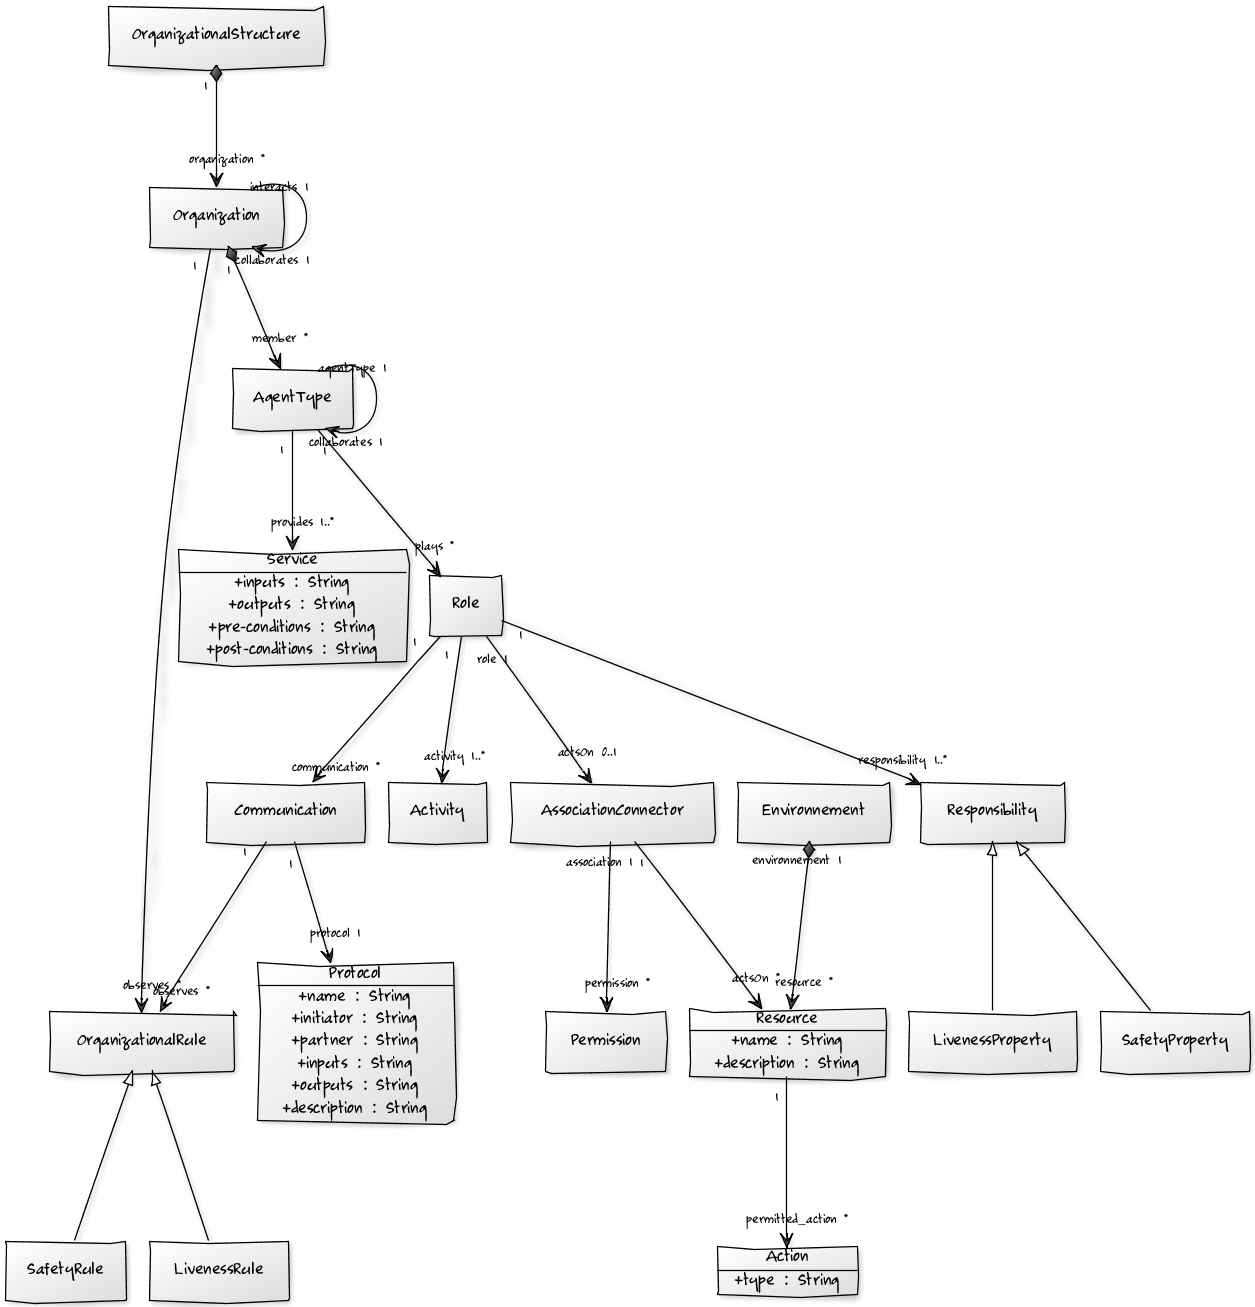 OrganizationalStructure
1
organization *
interacts 1
Organization
1
1
collaborates 1
member *
agentType 1
AgentType
collaborates 1
1
1
provides 1..*
plays *
Service
+inputs : String
+outputs : String
+pre-conditions : String
+post-conditions : String
Role
1
1
role 1
1
communication *
activity 1..*
actsOn 0..1
responsibility 1..*
Communication
Activity
AssociationConnector
Environnement
Responsibility
1
1
association 1
1
environnement 1
observes *
observes *
protocol 1
permission *
actsOn *
resource *
OrganizationalRule
Protocol
+name : String
+initiator : String
+partner : String
+inputs : String
+outputs : String
+description : String
Permission
Resource
+name : String
+description : String
LivenessProperty
SafetyProperty
1
permitted_action *
SafetyRule
LivenessRule
Action
+type : String